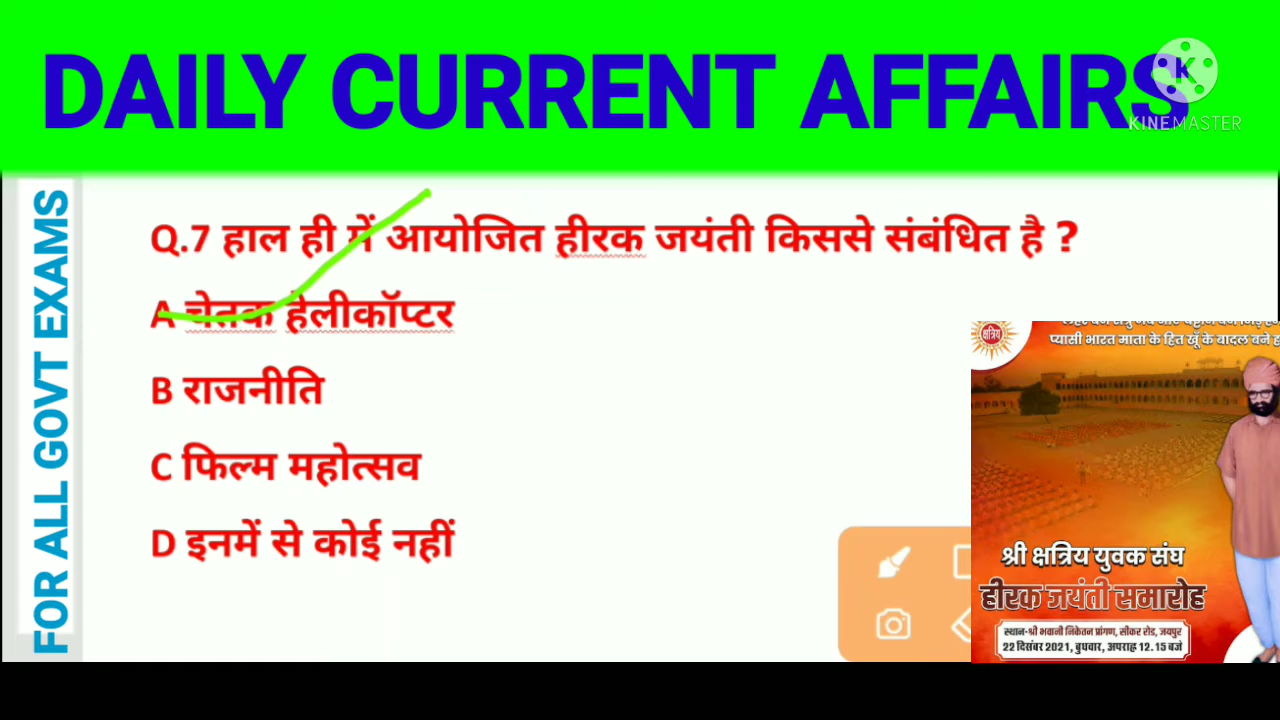 DAILY CURRENT AFFAIRS
KINEMASTER
FOR ALL GOVT EXAMS
Q.7 हाल ही में आयोजित हीरक जयंती किससे संबंधित है ?
A चेतक हेलीकॉप्टर
B राजनीति
C फिल्म महोत्सव
D इनमें से कोई नहीं
क्षत्रिय
प्यासी भारत माता के हित खूँ के बादल बने
श्री क्षत्रिय युवक संघ
हीरक जयंती समारोह
स्थान-श्री भवानी निकेतन प्रांगण, सीकर रोड, जयपुर
22 दिसंबर 2021, बुधवार, अपराह्न 12.15 बजे